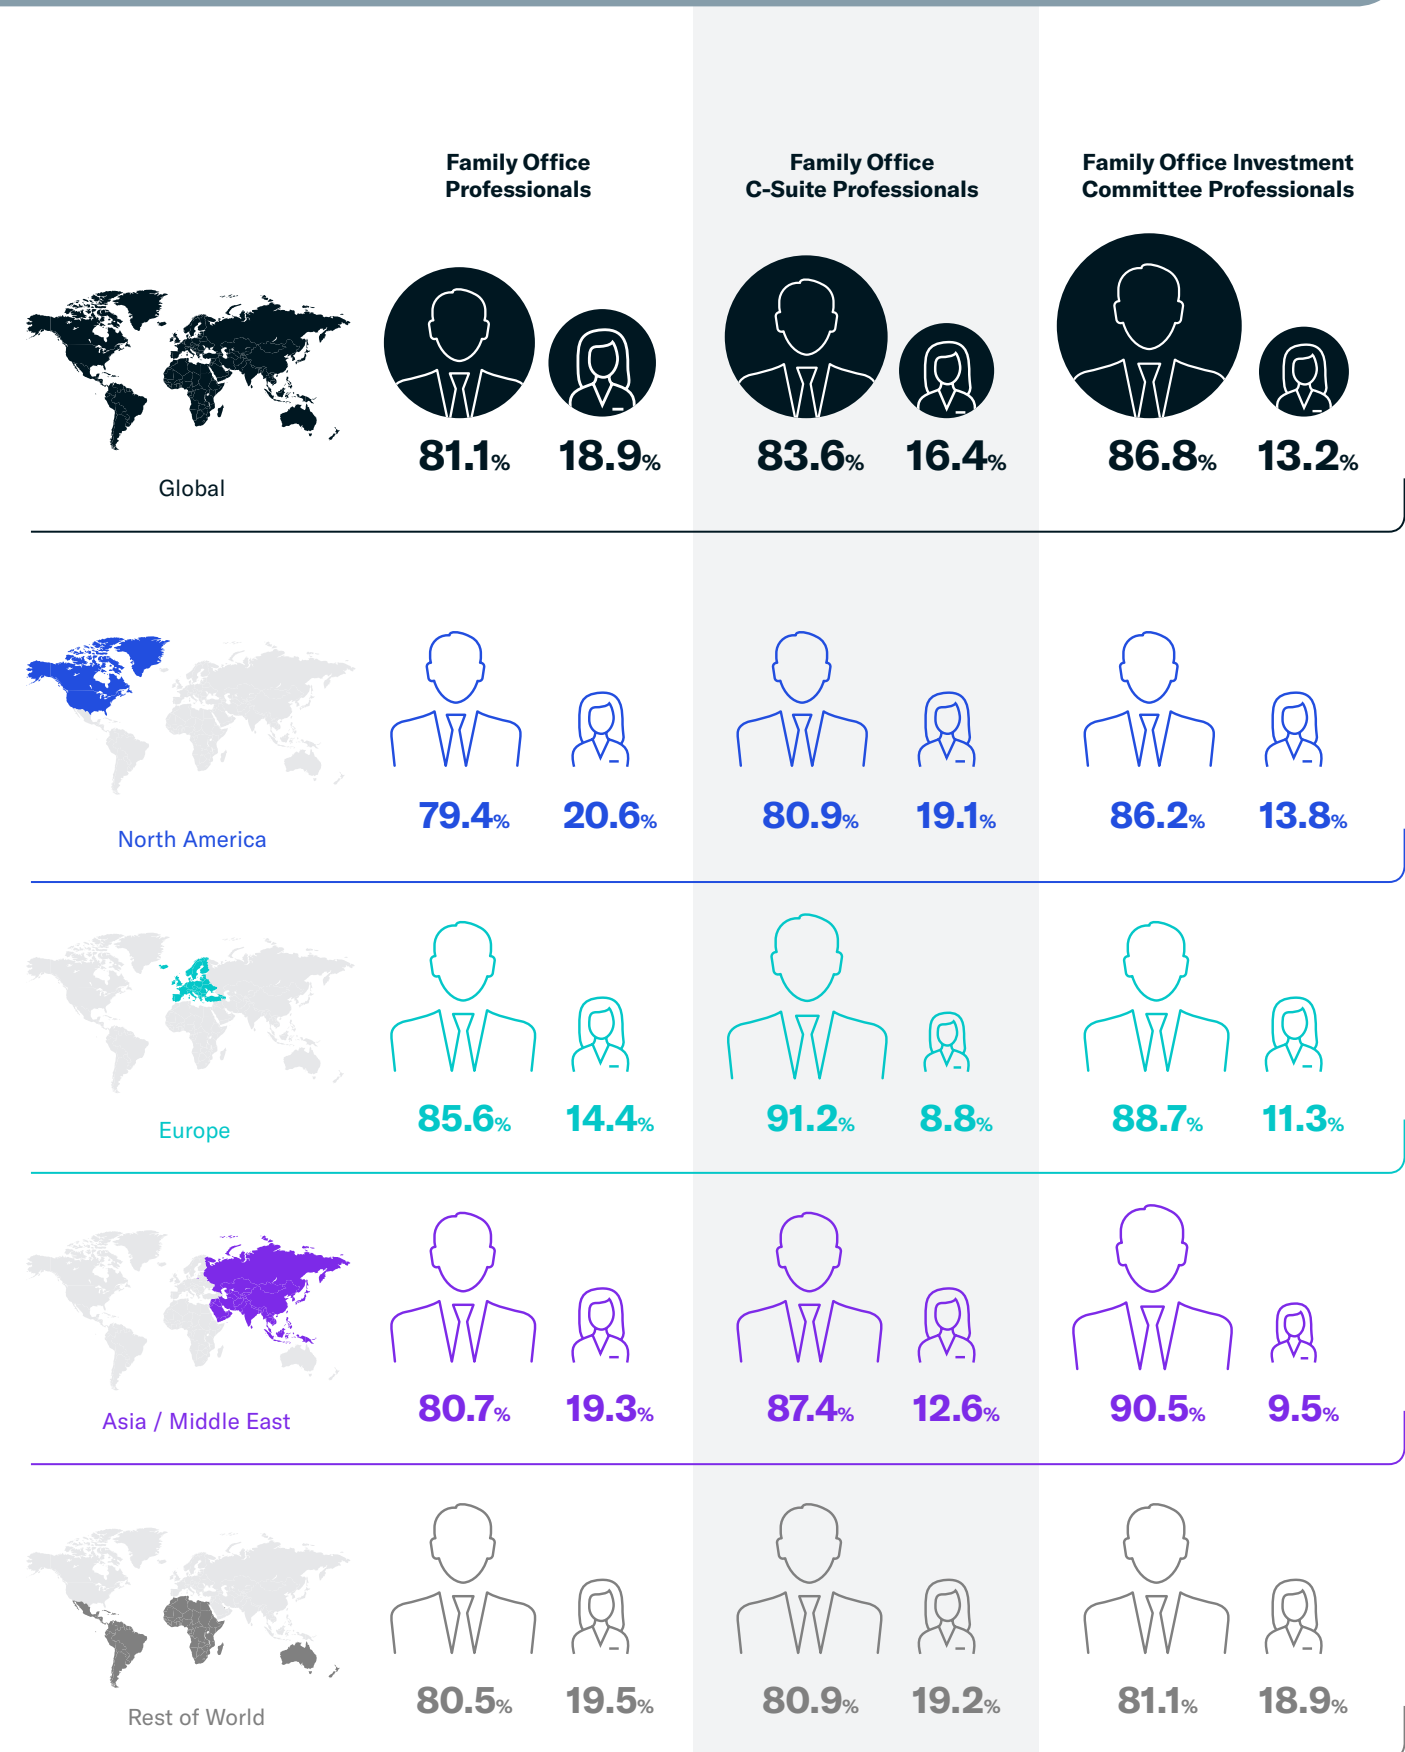 Family Office
Professionals
Family Office
C-Suite Professionals
Family Office Investment
Committee Professionals
81.1%
18.9%
83.6%
16.4%
86.8%
13.2%
Global
79.4%
20.6%
80.9%
19.1%
86.2%
13.8%
North America
85.6%
14.4%
91.2%
8.8%
88.7%
11.3%
Europe
80.7%
19.3%
87.4%
12.6%
90.5%
9.5%
Asia / Middle East
80.5%
19.5%
80.9%
19.2%
81.1%
18.9%
Rest of World